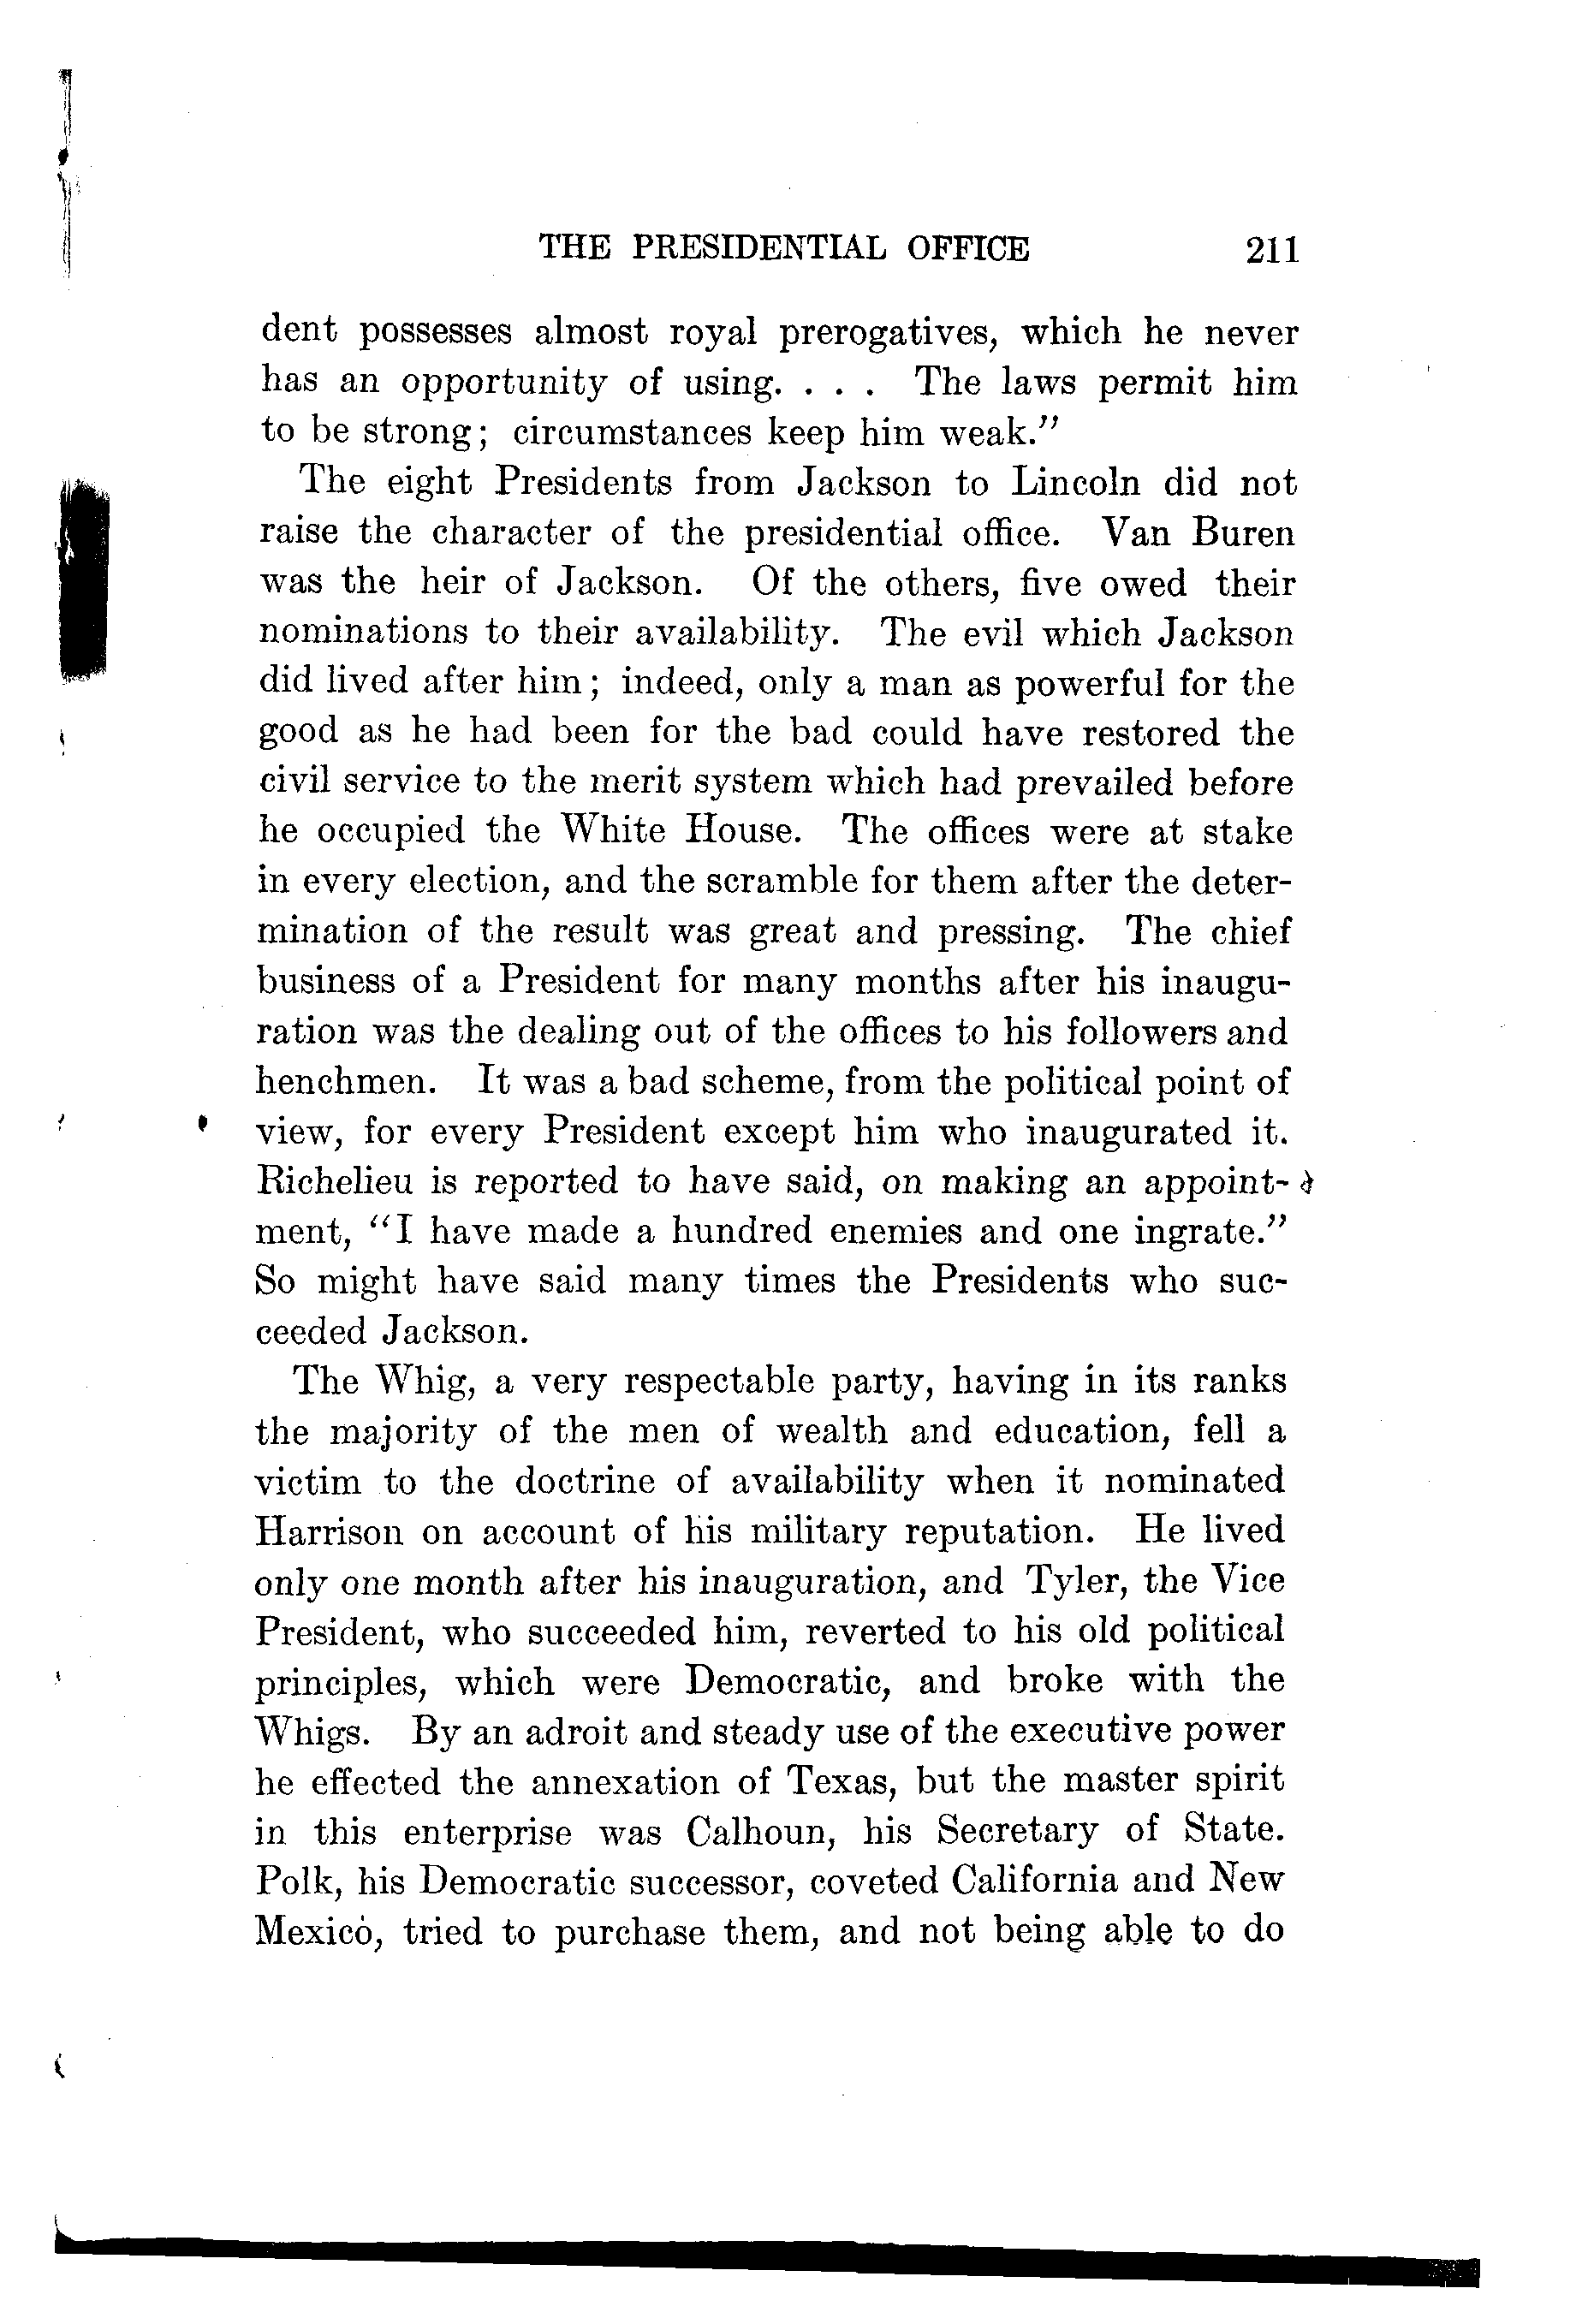 THE PRESIDENTIAL OFFICE 211
dent possesses almost royal prerogatives, which he never
has an opportunity of using. . . . The laws permit him
to be strong; circumstances keep him weak."
The eight Presidents from Jackson to Lincoln did not
raise the character of the presidential office. Van Buren
was the heir of Jackson. Of the others, five owed their
nominations to their availability. The evil which Jackson
did lived after him; indeed, only a man as powerful for the
good as he had been for the bad could have restored the
civil service to the merit system which had prevailed before
he occupied the White House. The offices were at stake
in every election, and the scramble for them after the deter-
mination of the result was great and pressing. The chief
business of a President for many months after his inaugu-
ration was the dealing out of the offices to his followers and
henchmen. It was a bad scheme, from the political point of
view, for every President except him who inaugurated it.
Richelieu is reported to have said, on making an appoint-
ment, "I have made a hundred enemies and one ingrate."
So might have said many times the Presidents who suc-
ceeded Jackson.
The Whig, a very respectable party, having in its ranks
the majority of the men of wealth and education, fell a
victim to the doctrine of availability when it nominated
Harrison on account of his military reputation. He lived
only one month after his inauguration, and Tyler, the Vice
President, who succeeded him, reverted to his old political
principles, which were Democratic, and broke with the
Whigs. By an adroit and steady use of the executive power
he effected the annexation of Texas, but the master spirit
in this enterprise was Calhoun, his Secretary of State.
Polk, his Democratic successor, coveted California and New
Mexico, tried to purchase them, and not being able to do